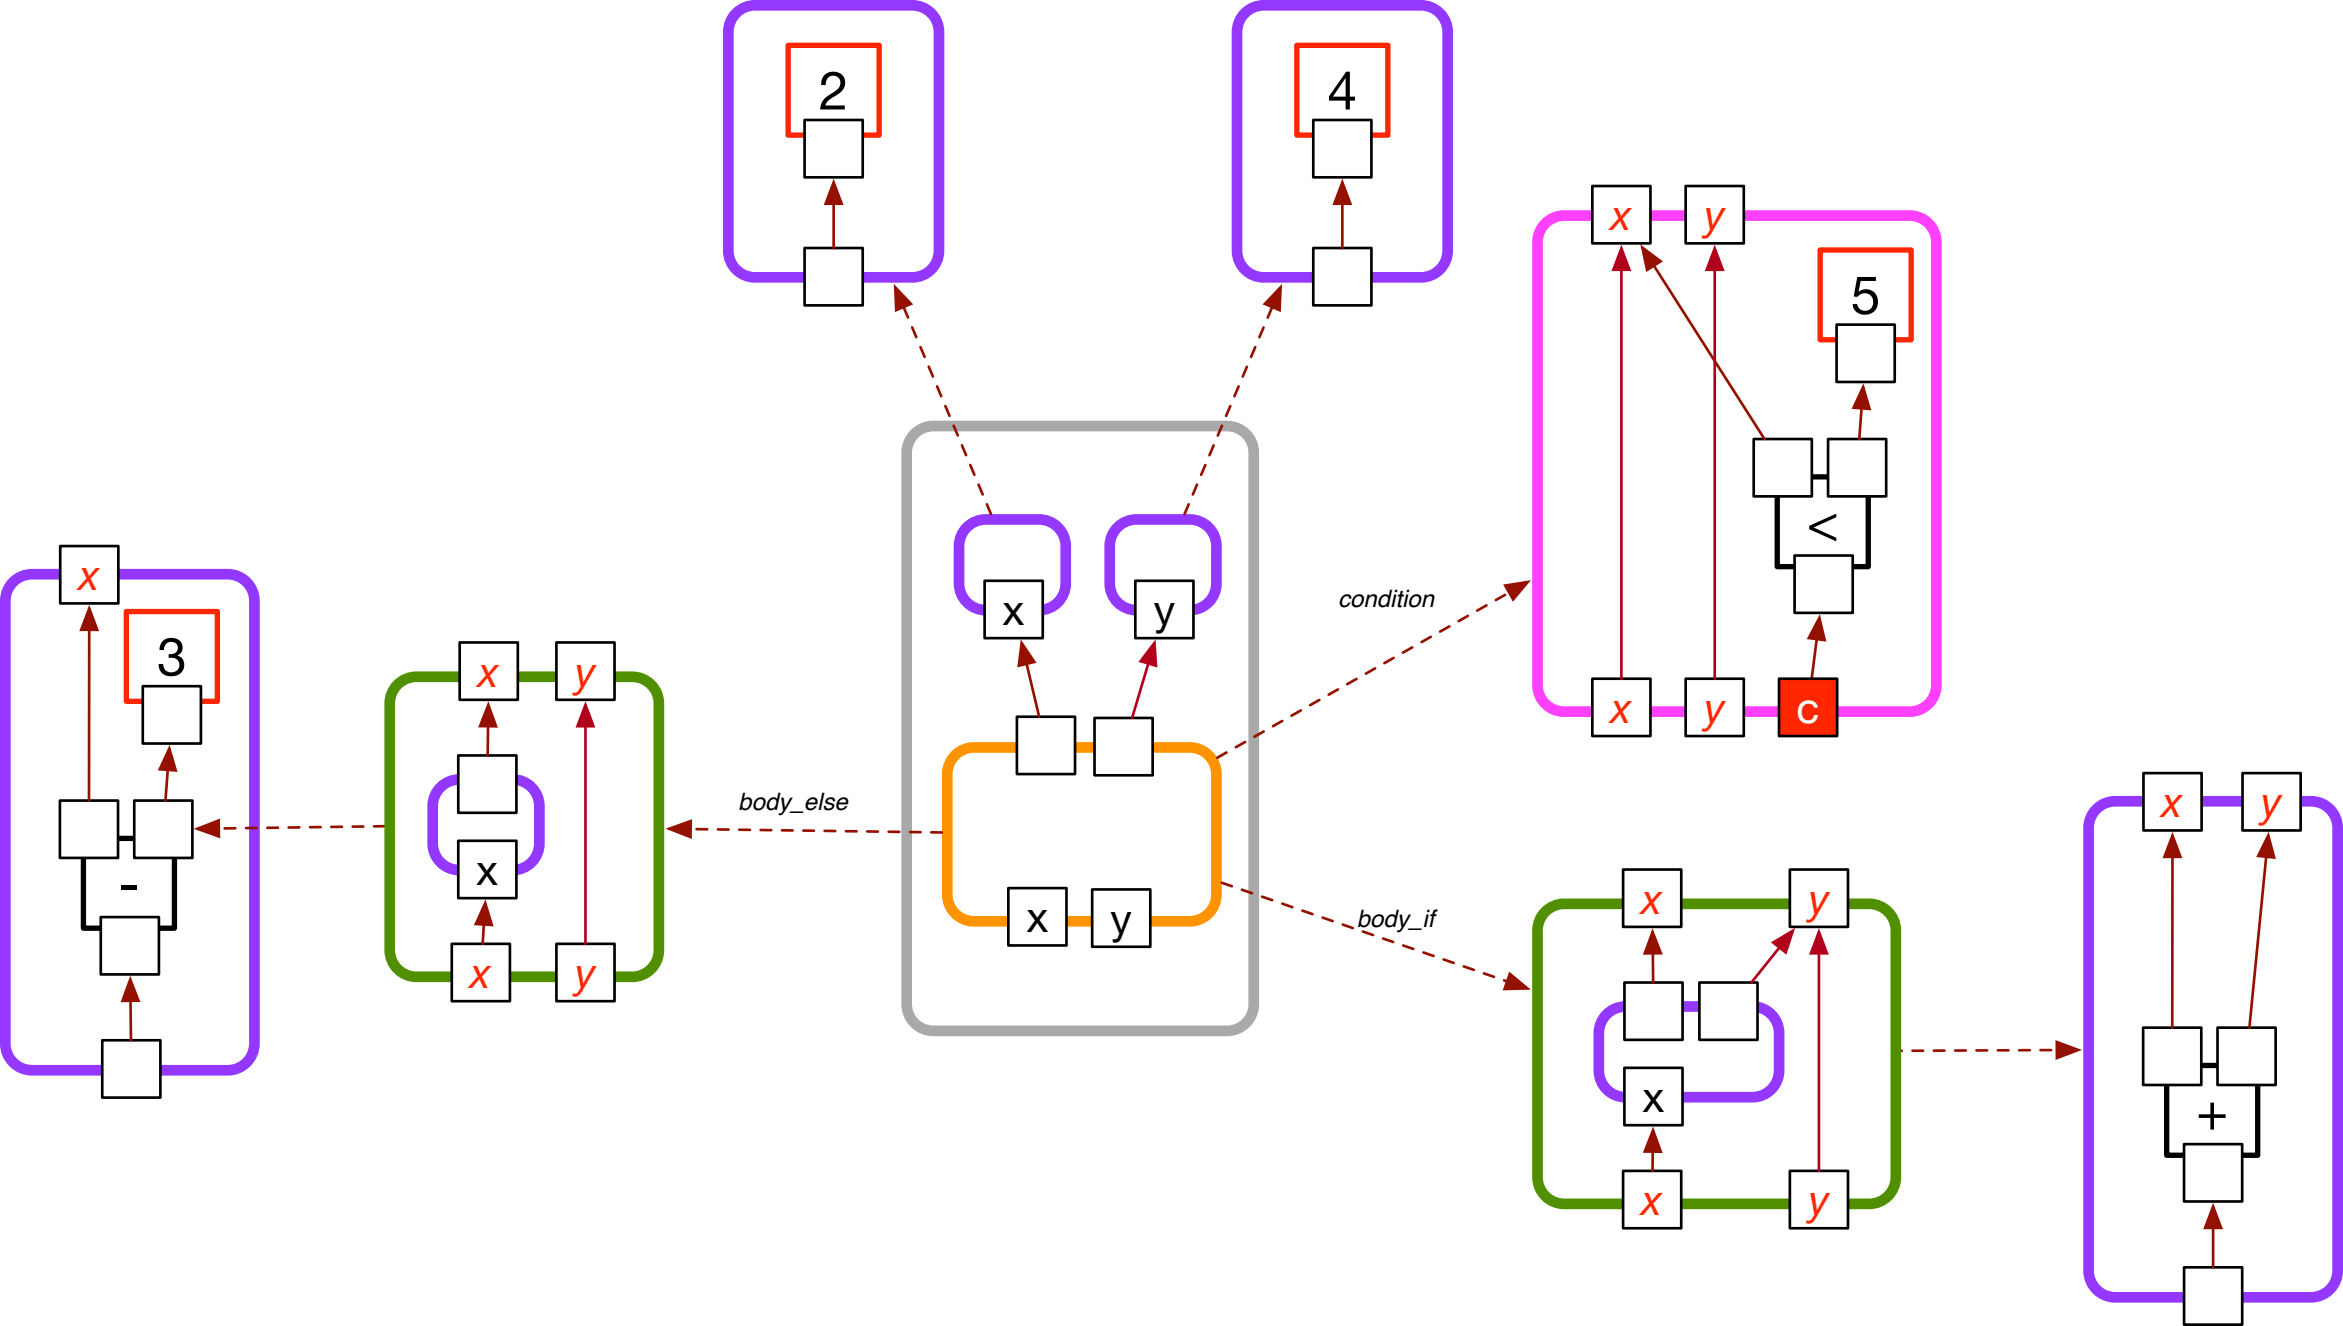 2
4
x y
5
<
x y c
condition
x
3
-
x y
x
x y
body_else
x y
x y
body_if
x y
x
x y
x y
+